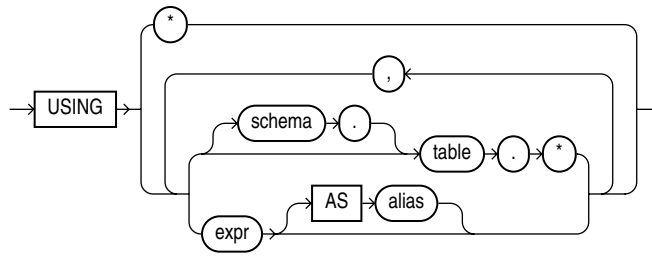 *
,
USING
schema .
table . *
AS alias
expr